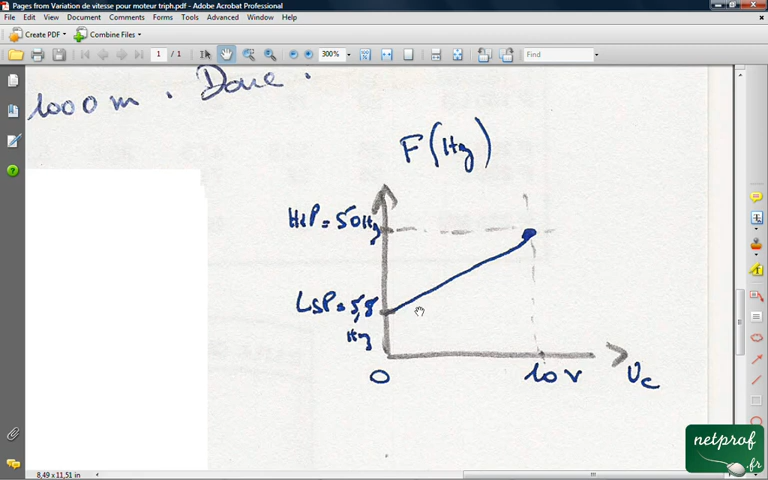 Pages from Variation de vitesse pour moteur triph.pdf - Adobe Acrobat Professional
File Edit View Document Comments Forms Tools Advanced Window Help
Create PDF Combine Files
1 / 1 300% Find
1000 m. Donc.
F(Hz)
HSP = 50Hz
LSP = 5,8
Hz
0 10 v Uc
8,49 x 11,51 in
netprof
.fr